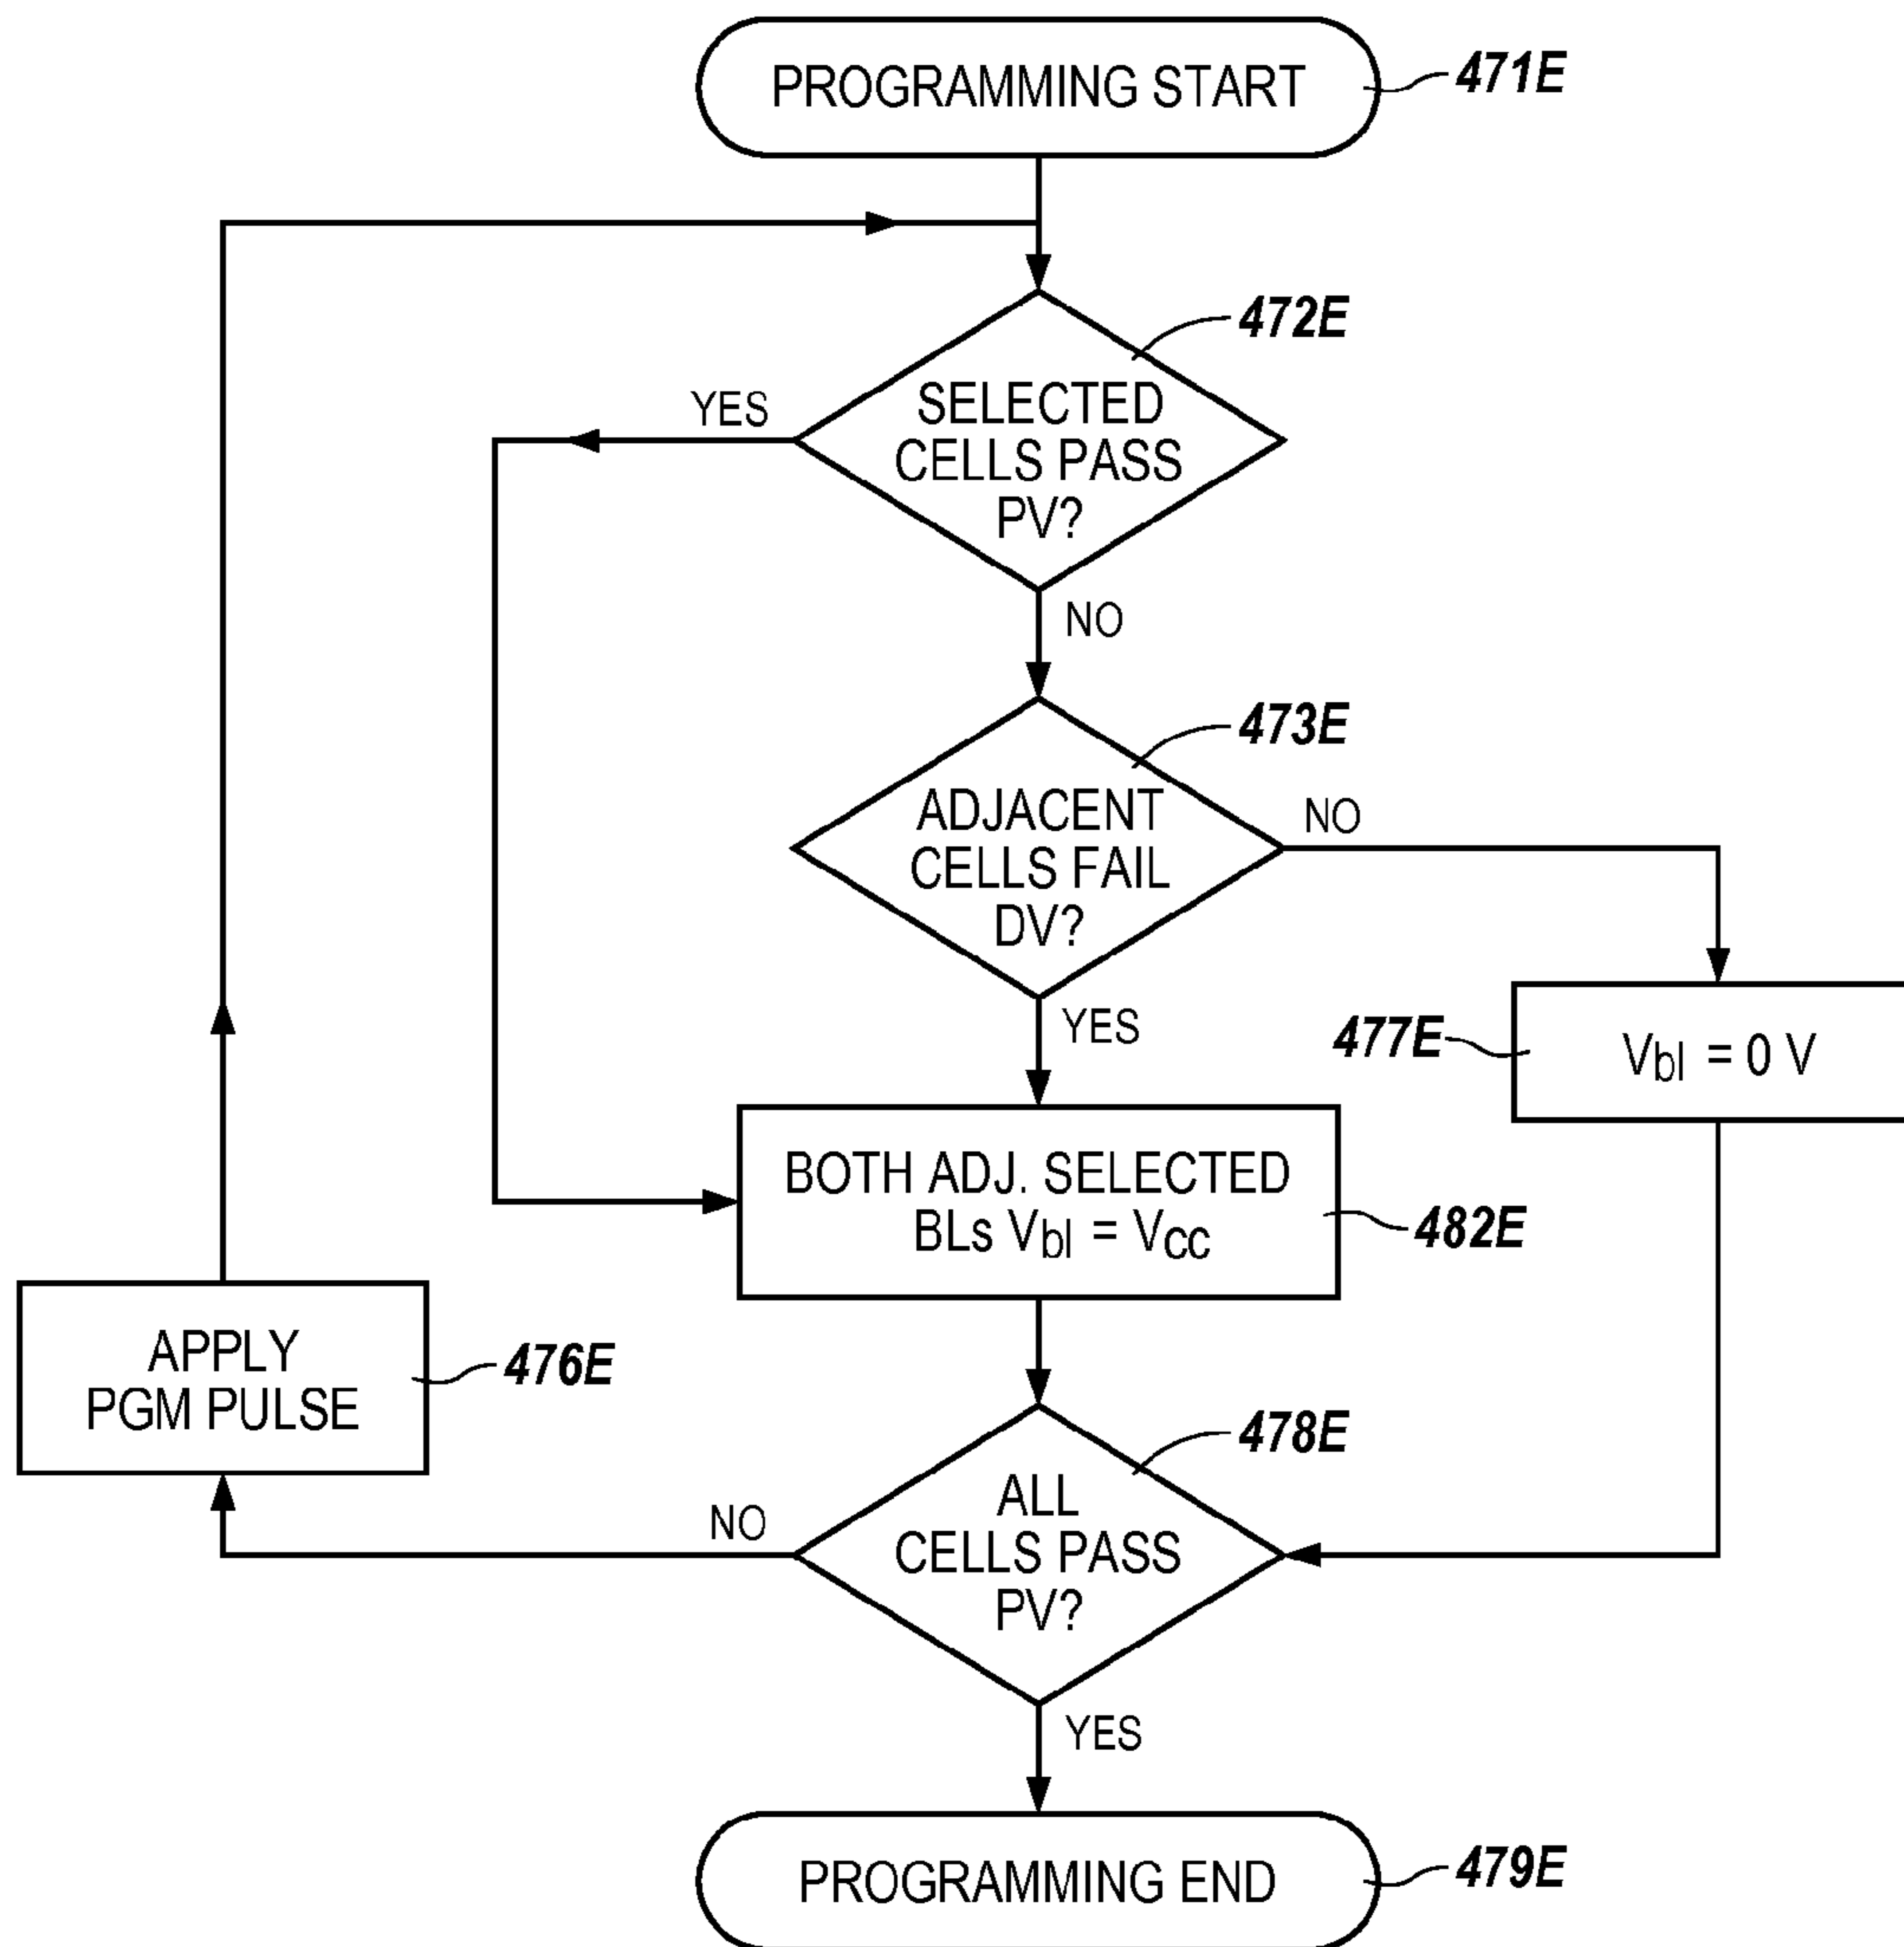 PROGRAMMING START
471E
472E
YES
SELECTED
CELLS PASS
PV?
NO
473E
ADJACENT
CELLS FAIL
DV?
NO
YES
477E
Vbl = 0 V
BOTH ADJ. SELECTED
BLs Vbl = Vcc
482E
APPLY
PGM PULSE
476E
478E
NO
ALL
CELLS PASS
PV?
YES
PROGRAMMING END
479E